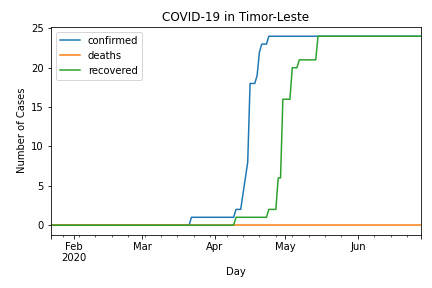 COVID-19 in Timor-Leste
25
20
15
10
5
0
Number of Cases
confirmed
deaths
recovered
Feb
2020
Mar
Apr
May
Jun
Day